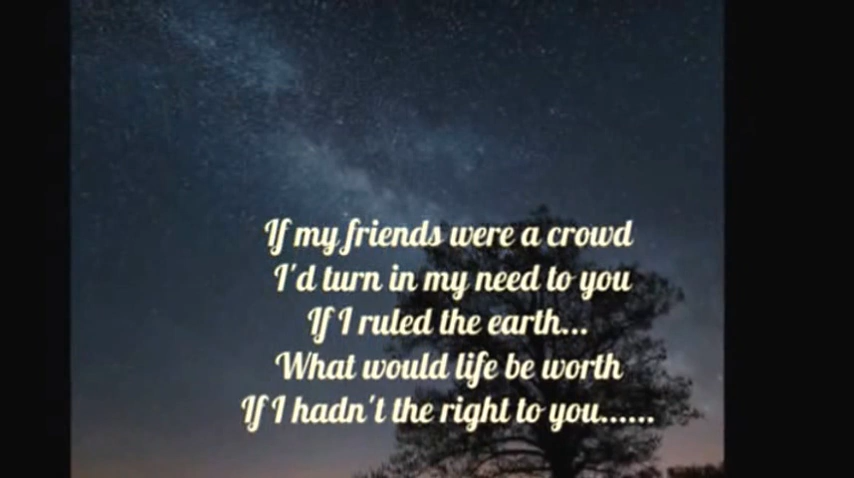 If my friends were a crowd
I'd turn in my need to you
If I ruled the earth...
What would life be worth
If I hadn't the right to you......